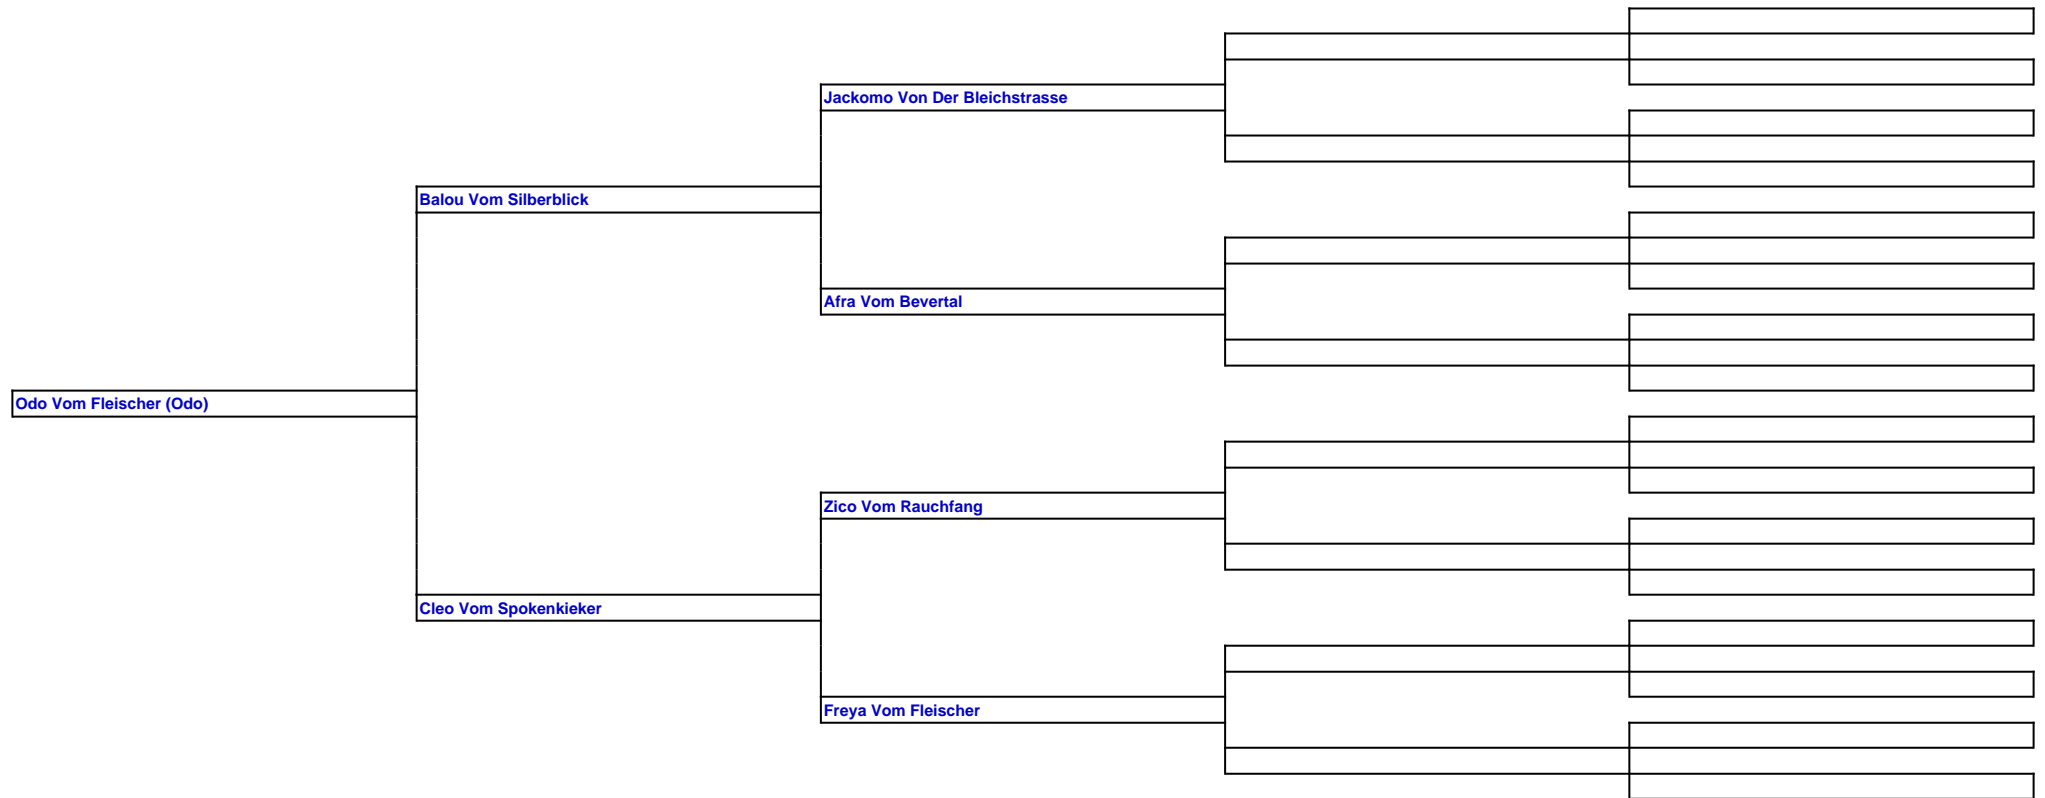 Jackomo Von Der Bleichstrasse
Balou Vom Silberblick
Afra Vom Bevertal
Odo Vom Fleischer (Odo)
Zico Vom Rauchfang
Cleo Vom Spokenkieker
Freya Vom Fleischer